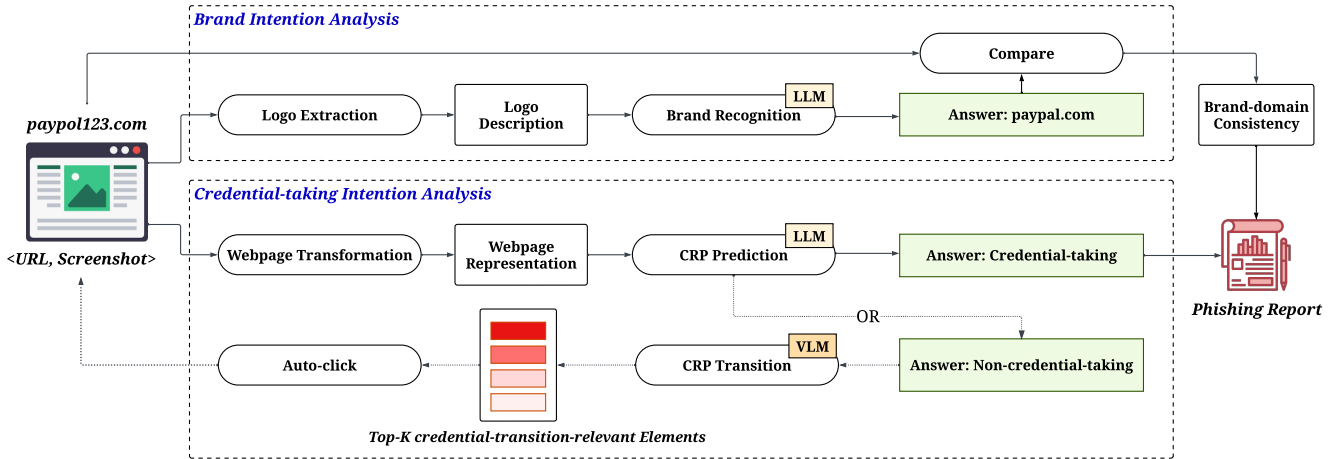 Brand Intention Analysis
Compare
LLM
Logo Extraction
Logo
Description
Brand Recognition
Answer: paypal.com
Brand-domain
Consistency
paypol123.com
<URL, Screenshot>
Credential-taking Intention Analysis
LLM
Webpage Transformation
Webpage
Representation
CRP Prediction
Answer: Credential-taking
Phishing Report
OR
VLM
Auto-click
CRP Transition
Answer: Non-credential-taking
Top-K credential-transition-relevant Elements